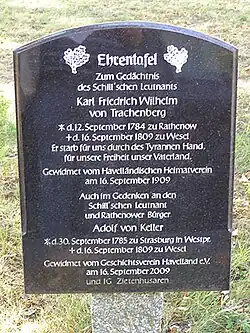 Ehrentafel
Zum Gedächtnis
des Schill'schen Leutnants
Karl Friedrich Wilhelm
von Trachenberg
* d. 12. September 1784 zu Rathenow
+ d. 16. September 1809 zu Wesel
Er starb für uns durch des Tyrannen Hand,
für unsere Freiheit unser Vaterland.
Gewidmet vom Havelländischen Heimatverein
am 16. September 1909
Auch im Gedenken an den
Schill'schen Leutnant
und Rathenower Bürger
Adolf von Keller
* d. 30. September 1785 zu Strasburg in Westpr.
+ d. 16. September 1809 zu Wesel
Gewidmet vom Geschichtsverein Havelland e.V.
am 16. September 2009
und IG Zietenhusaren